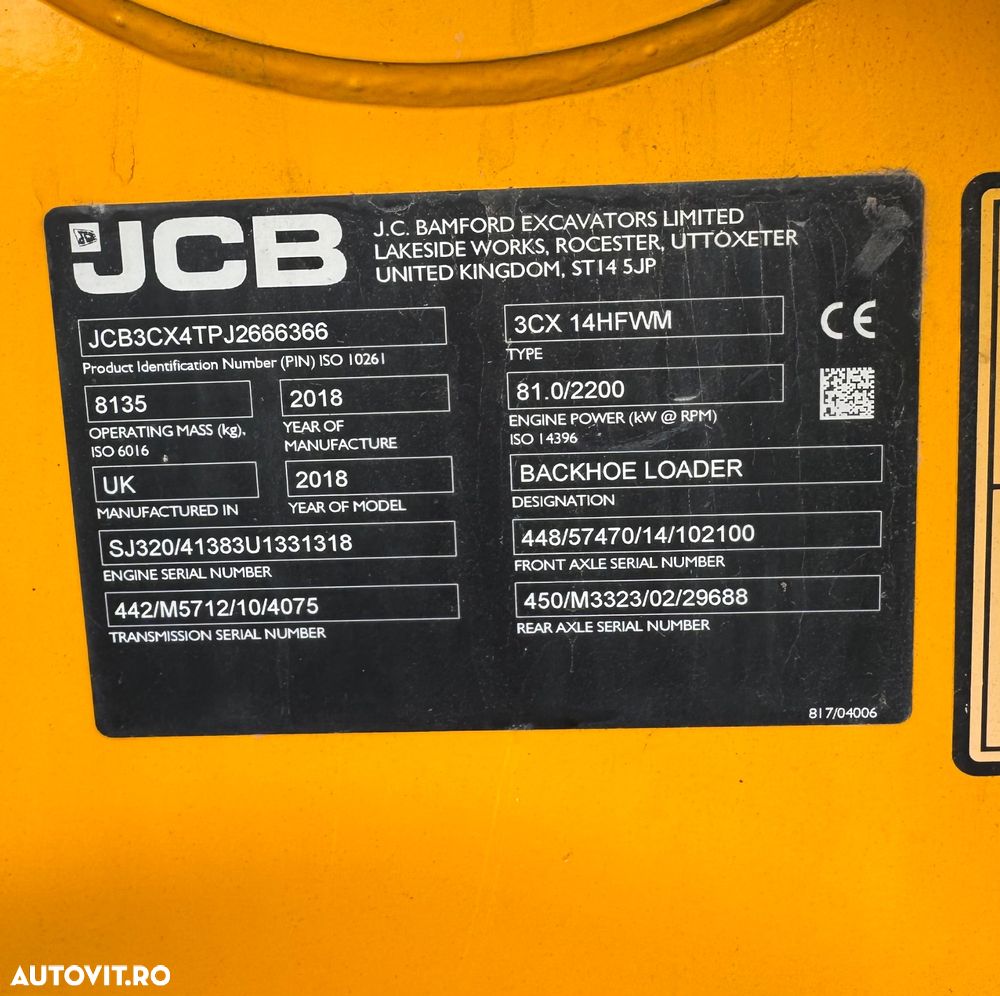 JCB
J.C. BAMFORD EXCAVATORS LIMITED
LAKESIDE WORKS, ROCESTER, UTTOXETER
UNITED KINGDOM, ST14 5JP
JCB3CX4TPJ2666366
Product Identification Number (PIN) ISO 10261
8135
OPERATING MASS (kg),
ISO 6016
2018
YEAR OF
MANUFACTURE
UK
MANUFACTURED IN
2018
YEAR OF MODEL
SJ320/41383U1331318
ENGINE SERIAL NUMBER
442/M5712/10/4075
TRANSMISSION SERIAL NUMBER
3CX 14HFWM
TYPE
CE
81.0/2200
ENGINE POWER (kW @ RPM)
ISO 14396
BACKHOE LOADER
DESIGNATION
448/57470/14/102100
FRONT AXLE SERIAL NUMBER
450/M3323/02/29688
REAR AXLE SERIAL NUMBER
817/04006
AUTOVIT.RO